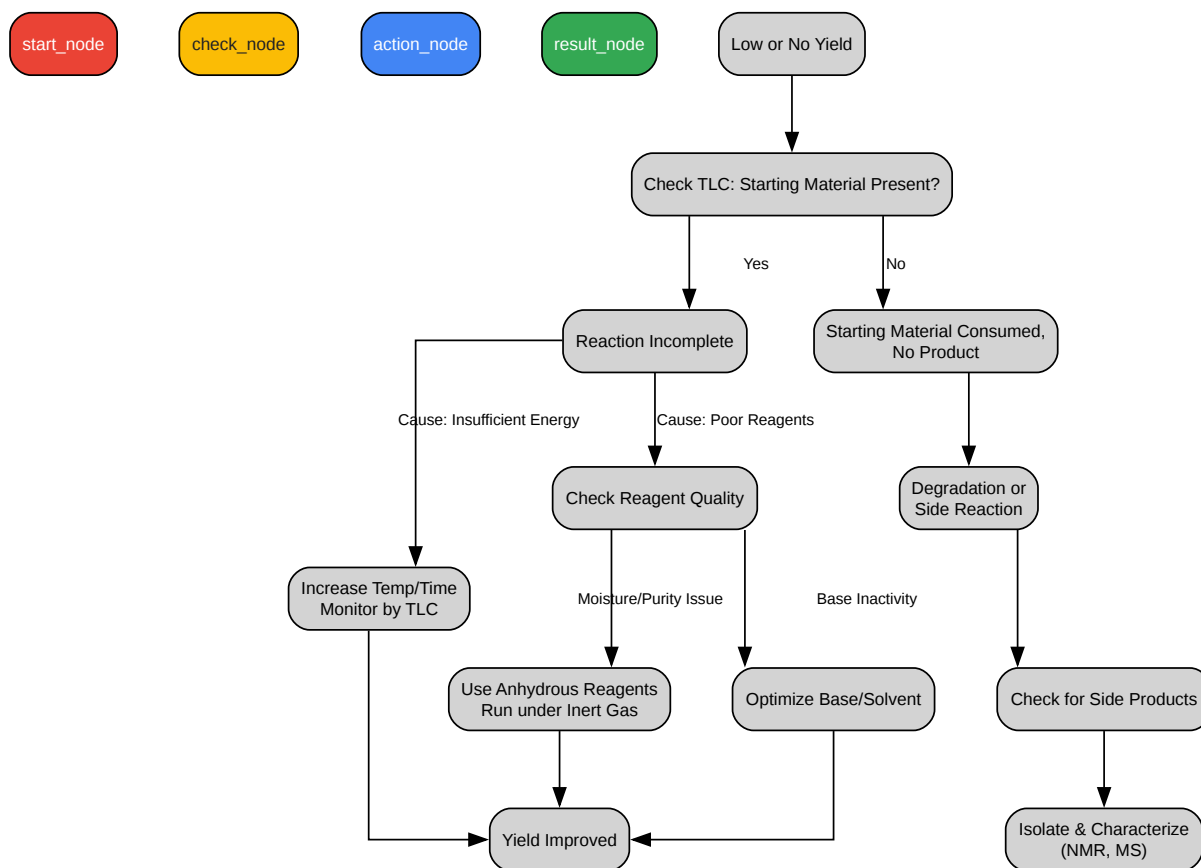 start_node
check_node
action_node
result_node
Low or No Yield
Check TLC: Starting Material Present?
Yes
No
Reaction Incomplete
Starting Material Consumed,
No Product
Cause: Insufficient Energy
Cause: Poor Reagents
Check Reagent Quality
Degradation or
Side Reaction
Increase Temp/Time
Monitor by TLC
Moisture/Purity Issue
Base Inactivity
Use Anhydrous Reagents
Run under Inert Gas
Optimize Base/Solvent
Check for Side Products
Yield Improved
Isolate & Characterize
(NMR, MS)